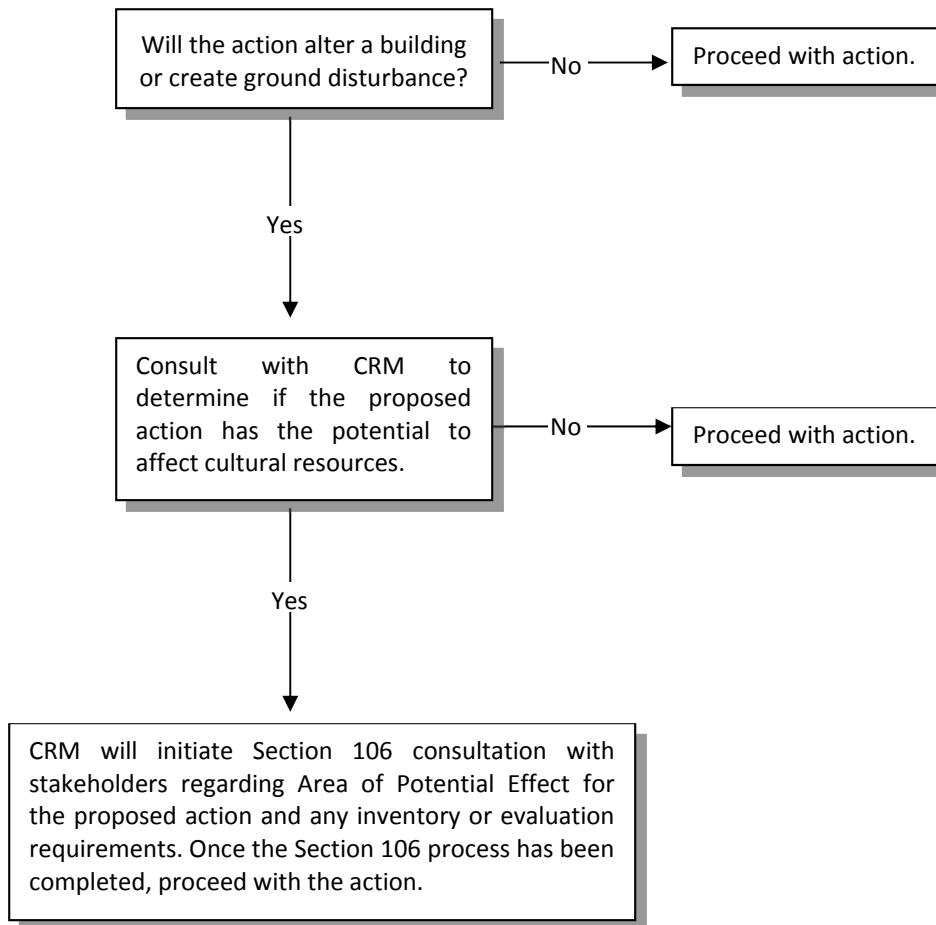 Will the action alter a building
or create ground disturbance?
No
Proceed with action.
Yes
Consult with CRM to
determine if the proposed
action has the potential to
affect cultural resources.
No
Proceed with action.
Yes
CRM will initiate Section 106 consultation with
stakeholders regarding Area of Potential Effect for
the proposed action and any inventory or evaluation
requirements. Once the Section 106 process has been
completed, proceed with the action.